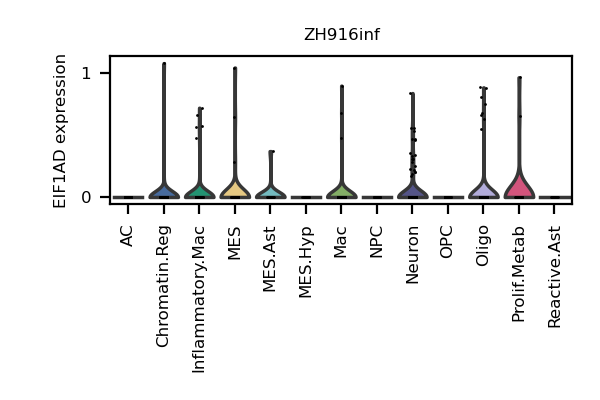 ZH916inf
EIF1AD expression
1
0
AC
Chromatin.Reg
Inflammatory.Mac
MES
MES.Ast
MES.Hyp
Mac
NPC
Neuron
OPC
Oligo
Prolif.Metab
Reactive.Ast